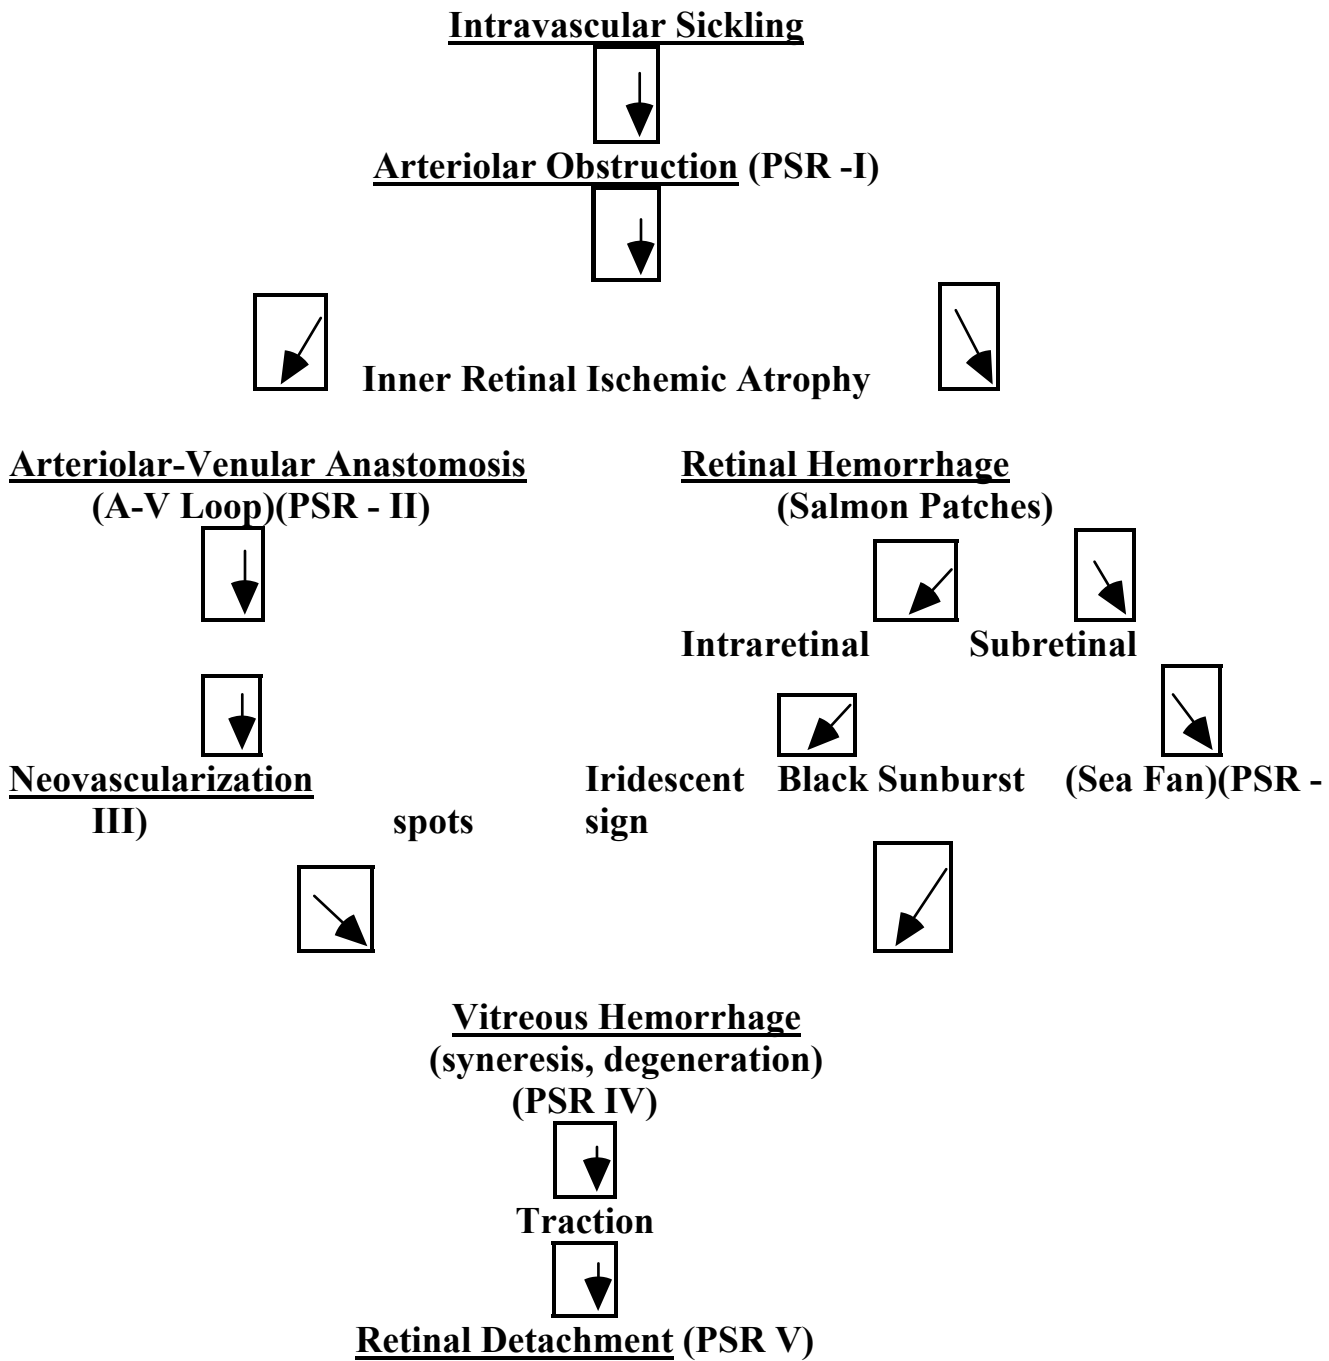 Intravascular Sickling
Arteriolar Obstruction (PSR -I)
Inner Retinal Ischemic Atrophy
Arteriolar-Venular Anastomosis Retinal Hemorrhage
(A-V Loop)(PSR - II) (Salmon Patches)
Intraretinal Subretinal
Neovascularization Iridescent Black Sunburst (Sea Fan)(PSR -
III) spots sign
Vitreous Hemorrhage
(syneresis, degeneration)
(PSR IV)
Traction
Retinal Detachment (PSR V)